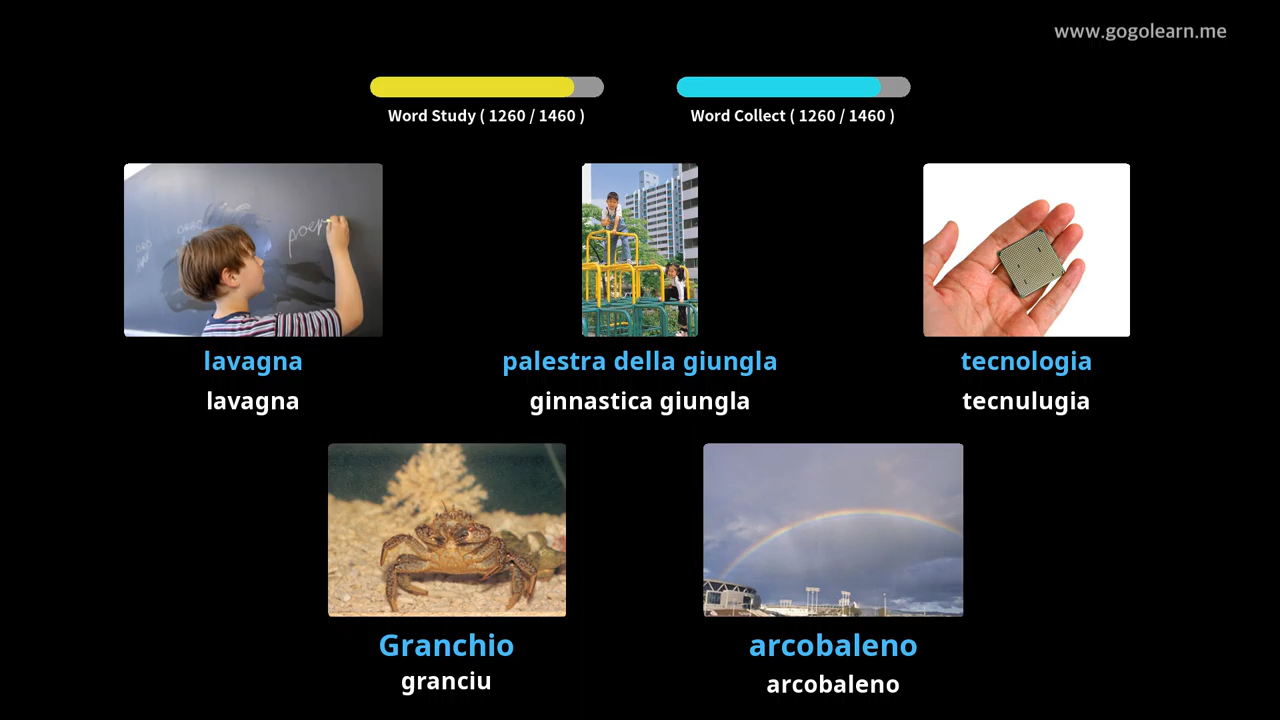 www.gogolearn.me
Word Study ( 1260 / 1460 )
Word Collect ( 1260 / 1460 )
poem
lavagna
palestra della giungla
tecnologia
lavagna
ginnastica giungla
tecnulugia
Granchio
arcobaleno
granciu
arcobaleno